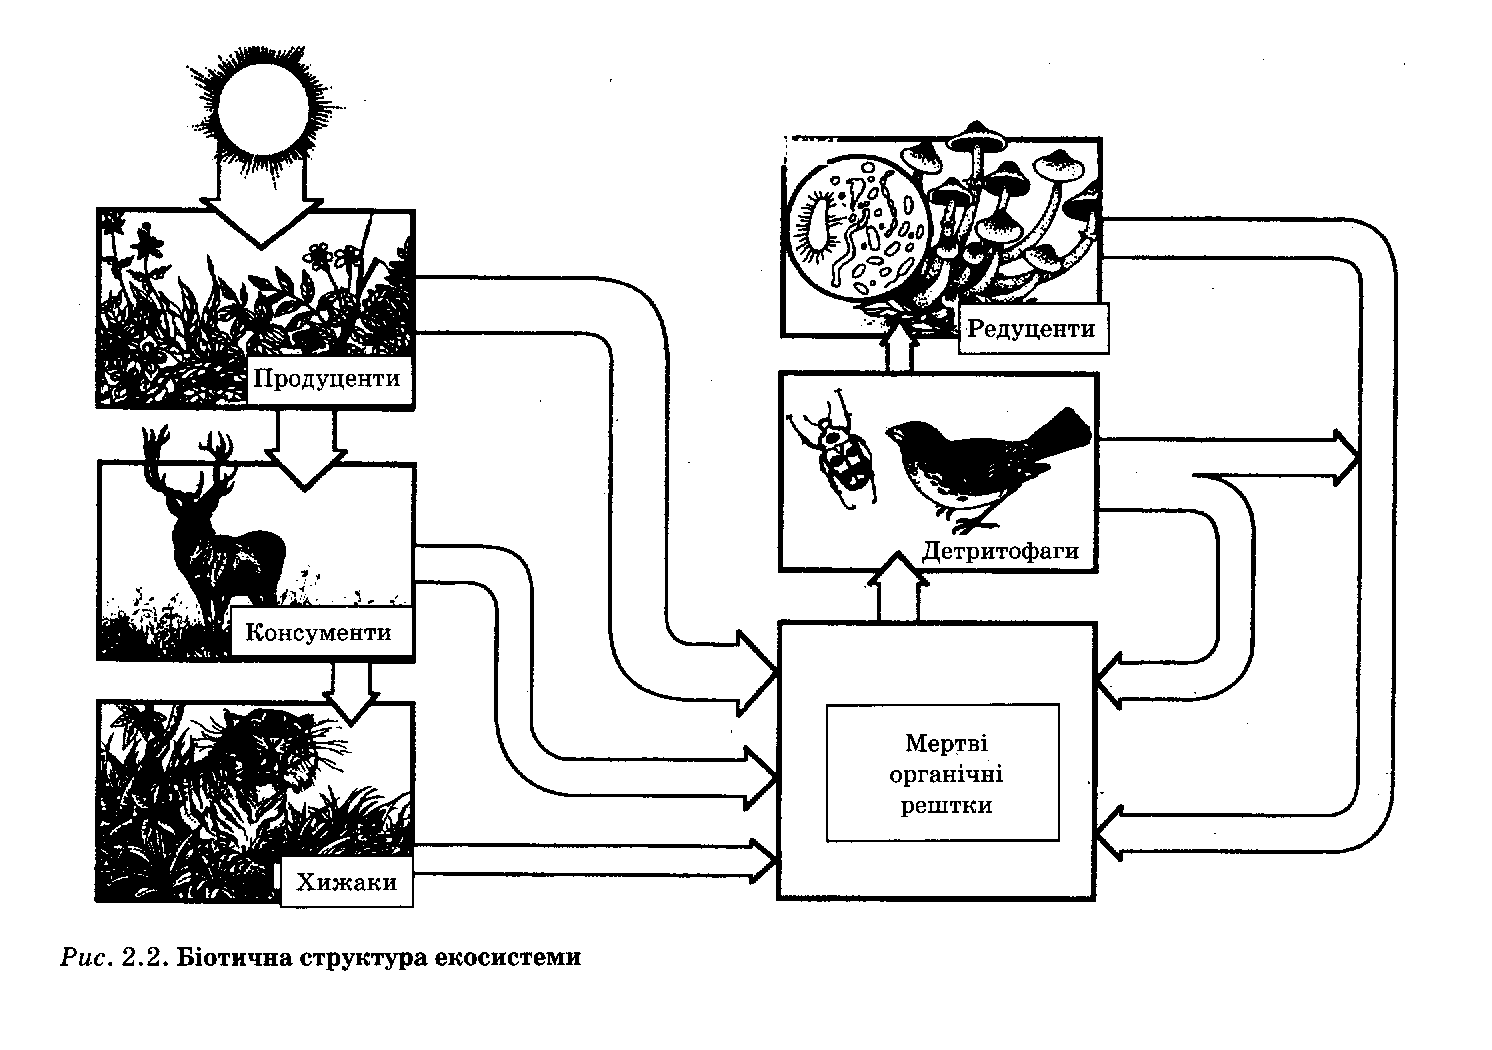 Продуценти
Консументи
Хижаки
Редуценти
Детритофаги
Мертві
органічні
рештки
Рис. 2.2. Біотична структура екосистеми